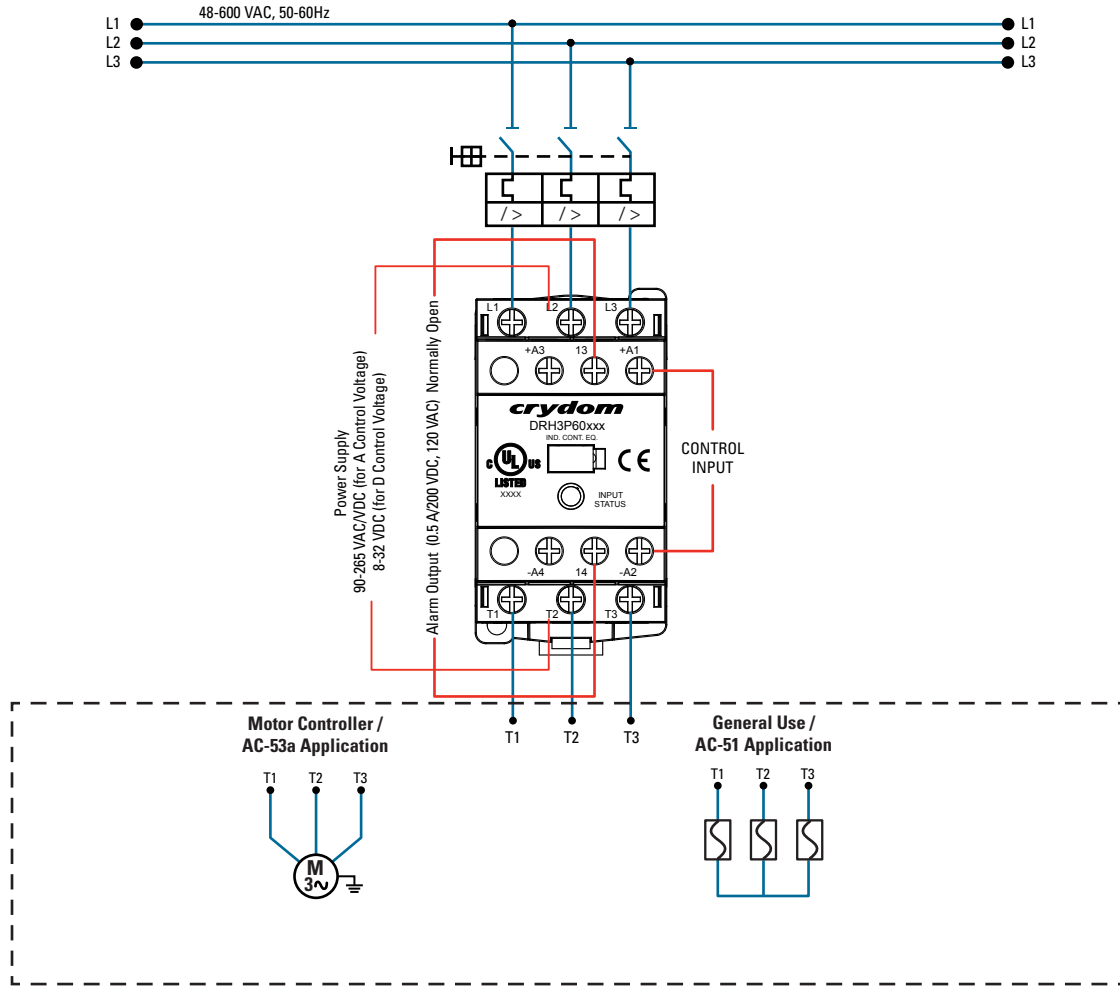 48-600 VAC, 50-60Hz
L1
L2
L3
L1
L2
L3
/ >
/ >
/ >
Power Supply
90-265 VAC/VDC (for A Control Voltage)
8-32 VDC (for D Control Voltage)
Alarm Output (0.5 A/200 VDC, 120 VAC) Normally Open
L1
L2
L3
+A3
13
+A1
crydom
DRH3P60xxx
IND. CONT. EQ.
C UL US
LISTED
XXXX
CE
INPUT
STATUS
CONTROL
INPUT
-A4
14
-A2
T1
T2
T3
T1
T2
T3
Motor Controller /
AC-53a Application
T1
T2
T3
M
3~
General Use /
AC-51 Application
T1
T2
T3